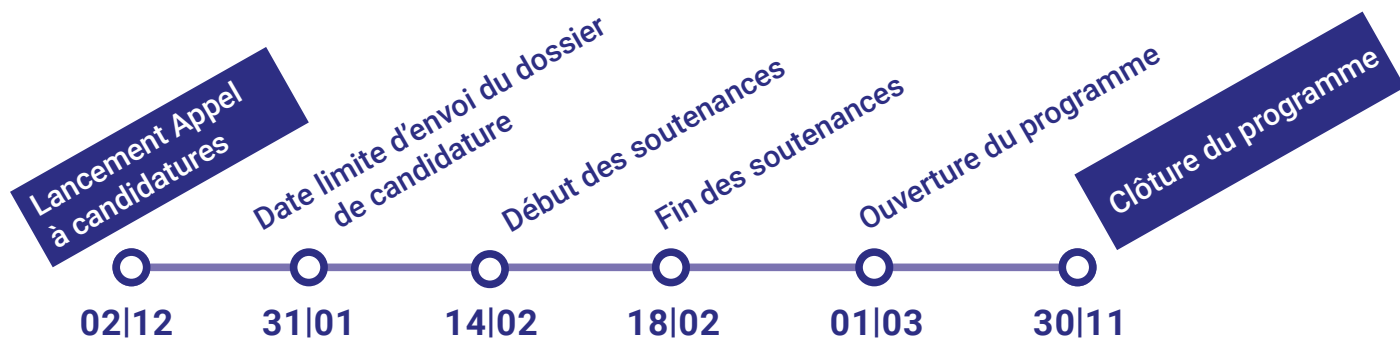 Lancement Appel
à candidatures
Date limite d’envoi du dossier
de candidature
Début des soutenances
Fin des soutenances
Ouverture du programme
Clôture du programme
02|12
31|01
14|02
18|02
01|03
30|11